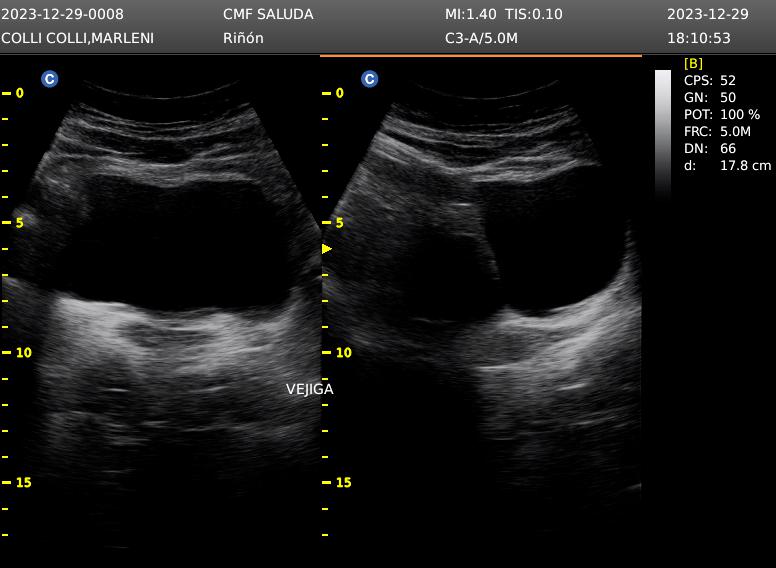 2023-12-29-0008 CMF SALUDA MI:1.40 TIS:0.10 2023-12-29
COLLI COLLI,MARLENI Riñón C3-A/5.0M 18:10:53
[B]
CPS: 52
GN: 50
POT: 100 %
FRC: 5.0M
DN: 66
d: 17.8 cm
C C
0 0
5 5
10 10
VEJIGA
15 15